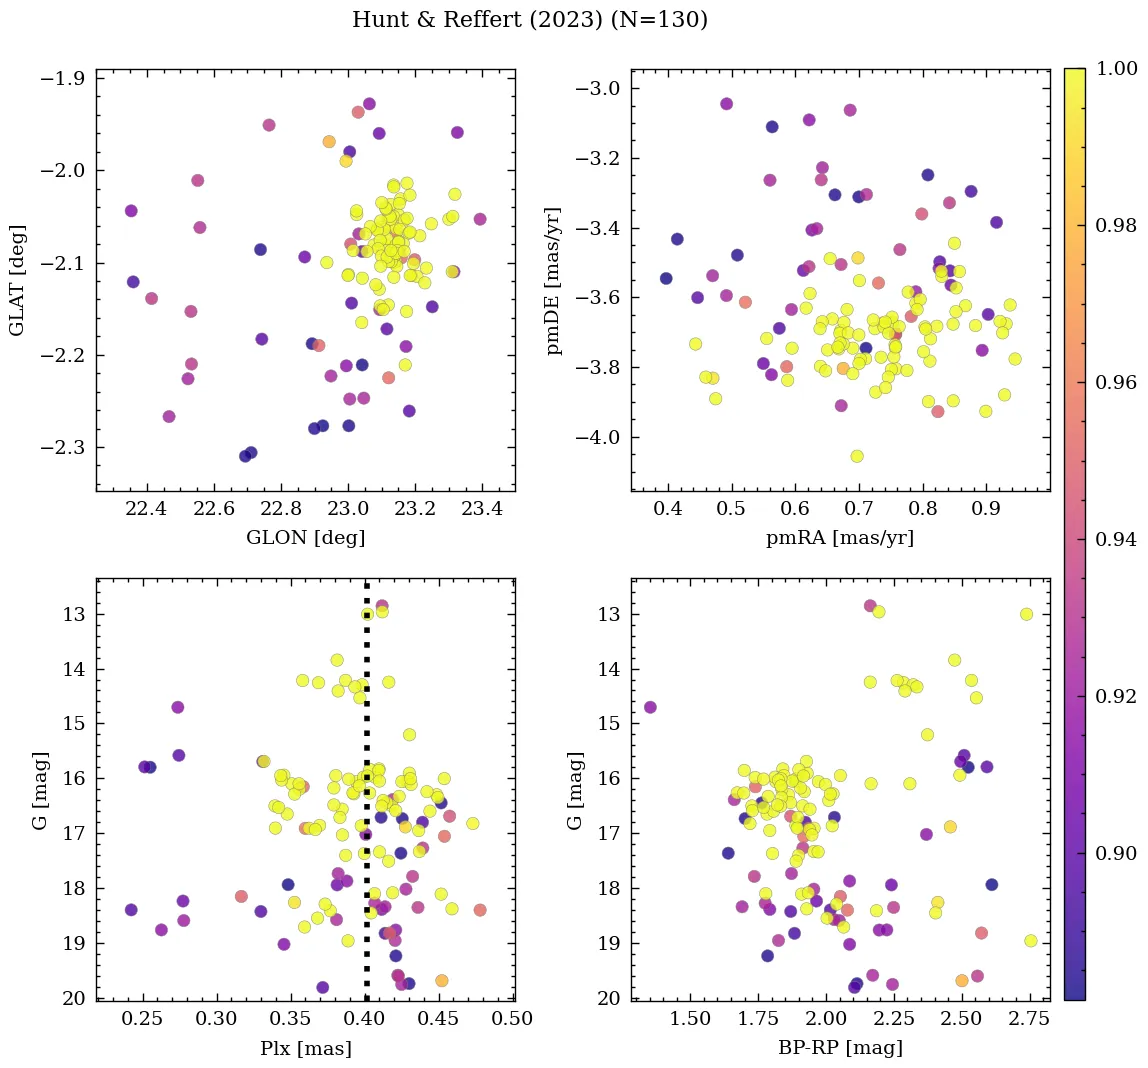 Hunt & Reffert (2023) (N=130)
−1.9
−2.0
−2.1
−2.2
−2.3
GLAT [deg]
22.4 22.6 22.8 23.0 23.2 23.4
GLON [deg]
−3.0
−3.2
−3.4
−3.6
−3.8
−4.0
pmDE [mas/yr]
0.4 0.5 0.6 0.7 0.8 0.9
pmRA [mas/yr]
13
14
15
16
17
18
19
20
G [mag]
0.25 0.30 0.35 0.40 0.45 0.50
Plx [mas]
13
14
15
16
17
18
19
20
G [mag]
1.50 1.75 2.00 2.25 2.50 2.75
BP-RP [mag]
1.00
0.98
0.96
0.94
0.92
0.90